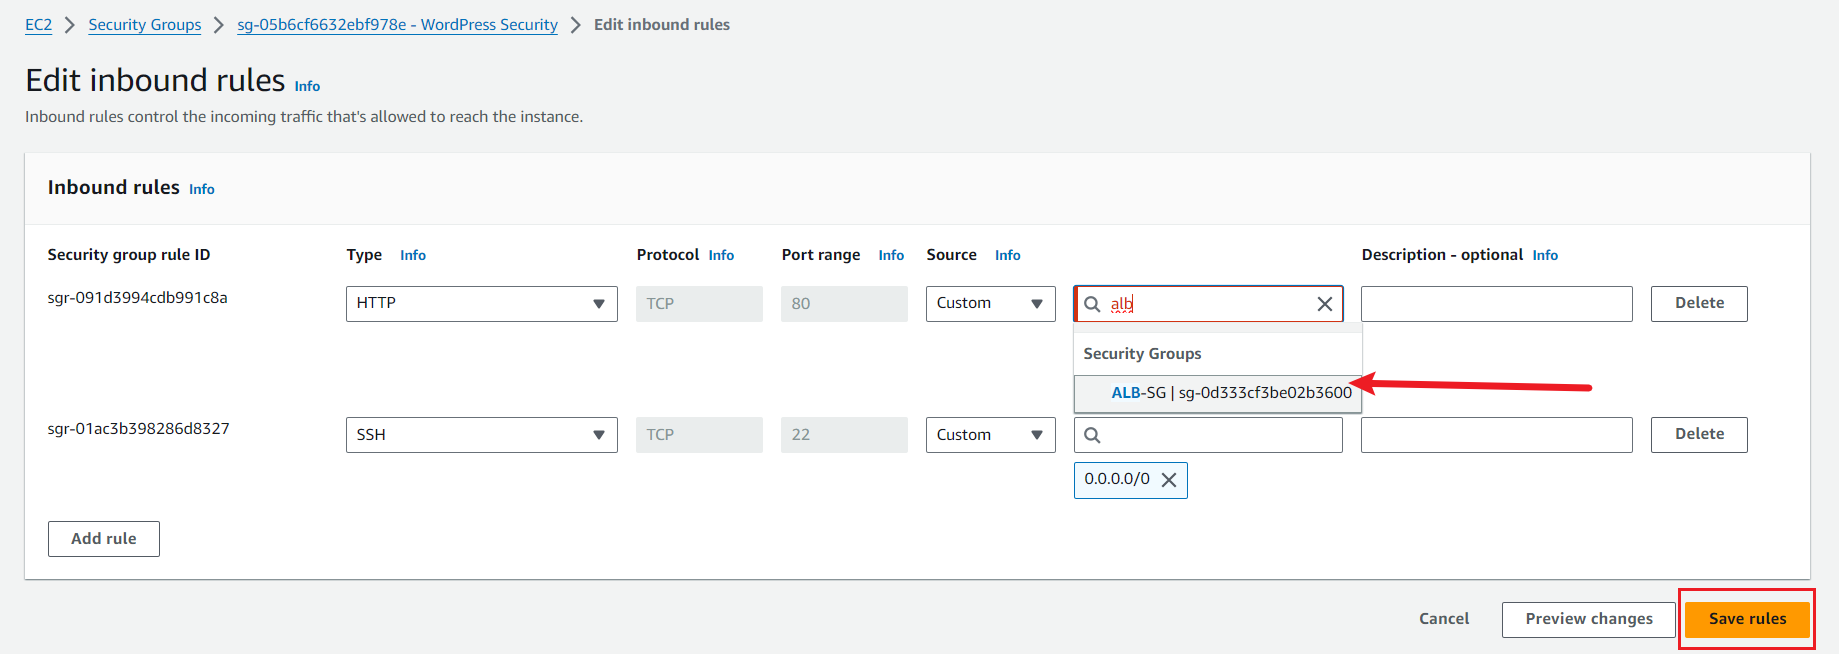 EC2 > Security Groups > sg-05b6cf6632ebf978e - WordPress Security > Edit inbound rules
Edit inbound rules Info
Inbound rules control the incoming traffic that's allowed to reach the instance.
Inbound rules Info
Security group rule ID Type Info Protocol Info Port range Info Source Info Description - optional Info
sgr-091d3994cdb991c8a HTTP TCP 80 Custom alb Delete
Security Groups
ALB-SG | sg-0d333cf3be02b3600
sgr-01ac3b398286d8327 SSH TCP 22 Custom Delete
0.0.0.0/0
Add rule
Cancel Preview changes Save rules